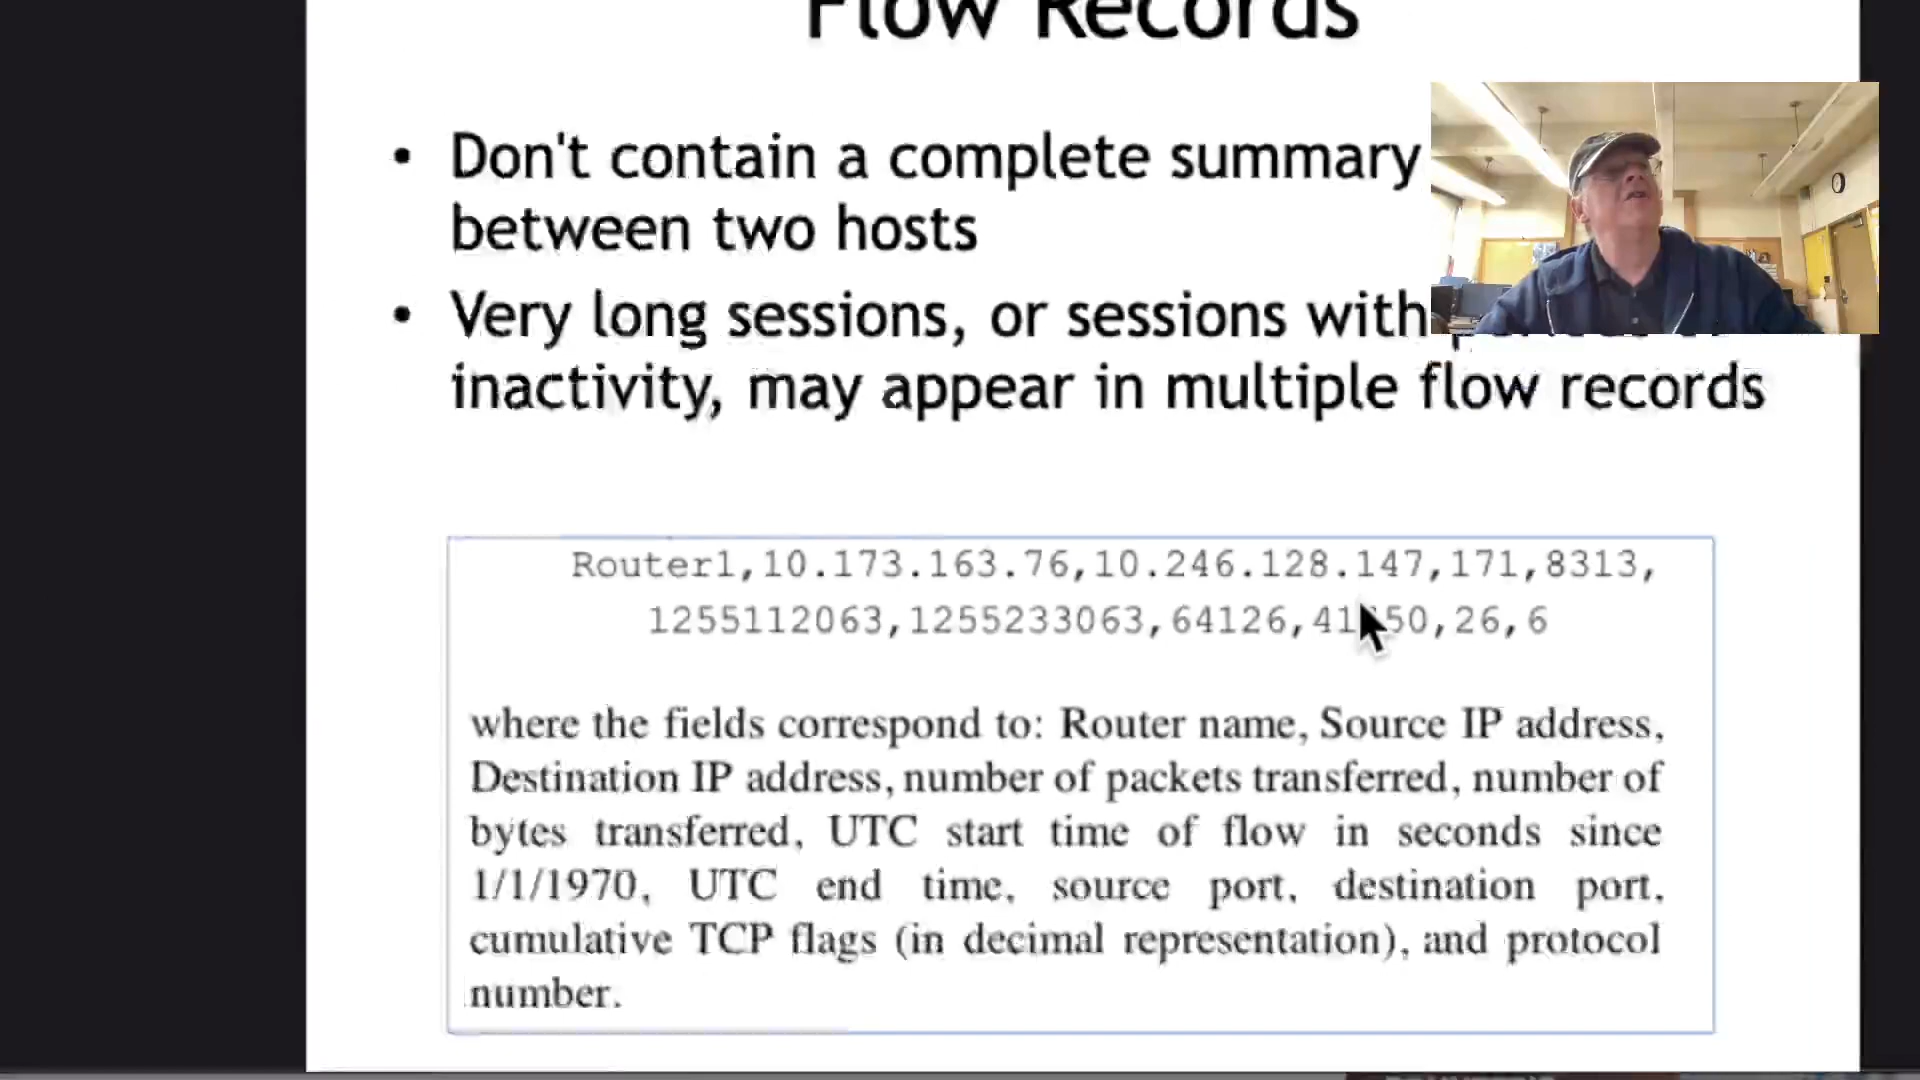 Flow Records
• Don't contain a complete summary
between two hosts
• Very long sessions, or sessions with
inactivity, may appear in multiple flow records
Router1,10.173.163.76,10.246.128.147,171,8313,
1255112063,1255233063,64126,26,6
where the fields correspond to: Router name, Source IP address,
Destination IP address, number of packets transferred, number of
bytes transferred, UTC start time of flow in seconds since
1/1/1970, UTC end time, source port, destination port,
cumulative TCP flags (in decimal representation), and protocol
number.